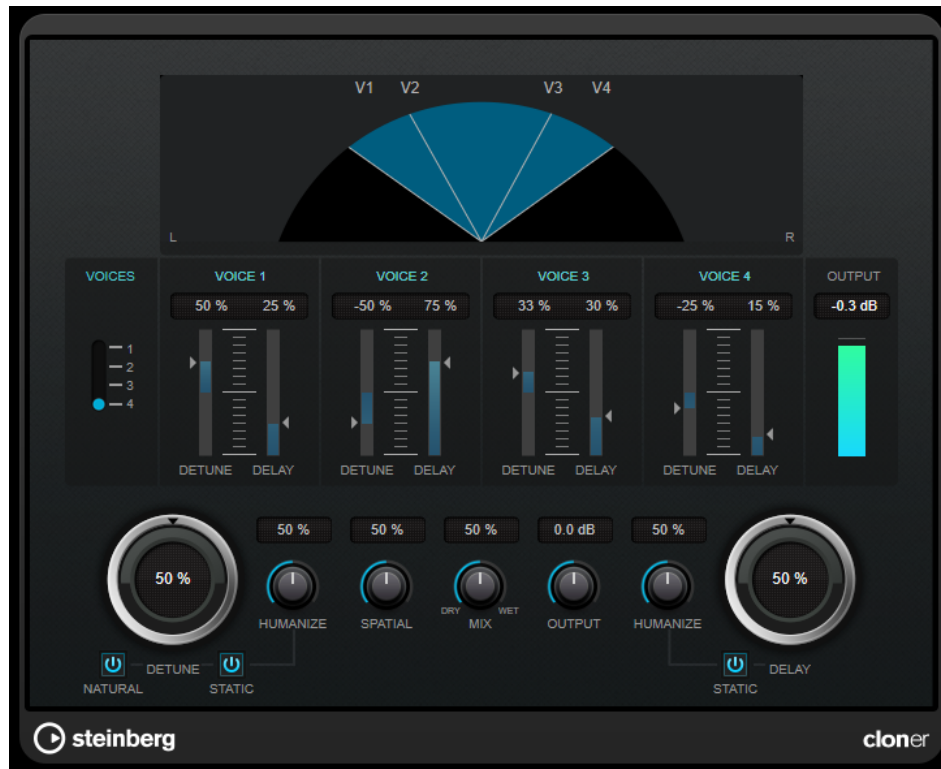 V1 V2 V3 V4
L R
VOICES VOICE 1 VOICE 2 VOICE 3 VOICE 4 OUTPUT
50 % 25 % -50 % 75 % 33 % 30 % -25 % 15 % -0.3 dB
1
2
3
4
DETUNE DELAY DETUNE DELAY DETUNE DELAY DETUNE DELAY
50 % 50 % 50 % 0.0 dB 50 %
50 % 50 %
DRY WET
HUMANIZE SPATIAL MIX OUTPUT HUMANIZE
DETUNE DELAY
NATURAL STATIC STATIC
steinberg cloner